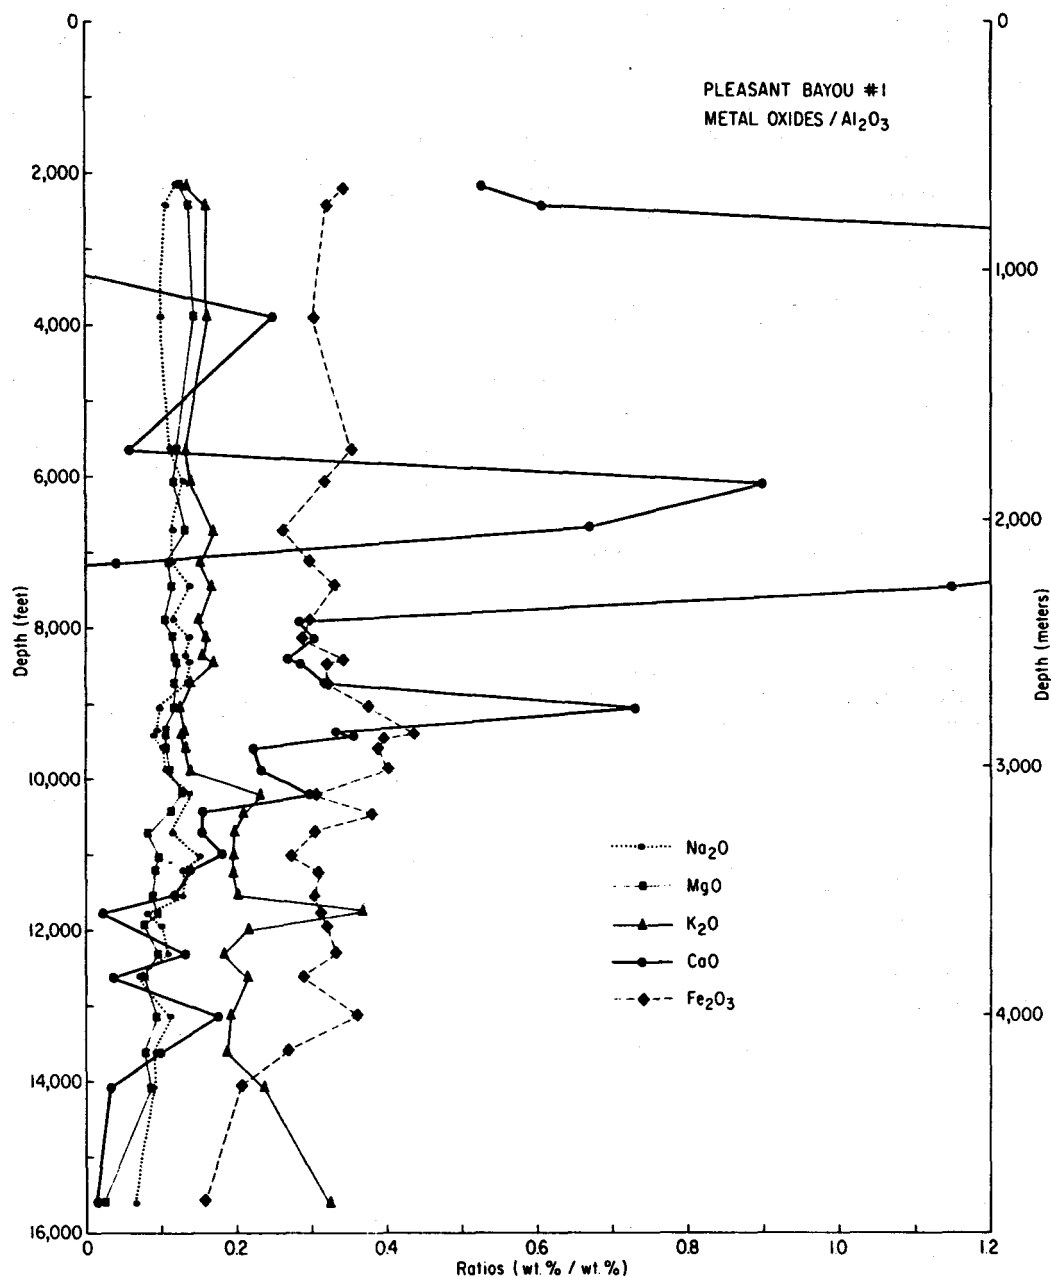 PLEASANT BAYOU #1
METAL OXIDES / Al2O3
0
2,000
4,000
6,000
8,000
10,000
12,000
14,000
16,000
Depth (feet)
0
1,000
2,000
3,000
4,000
Depth (meters)
Na2O
MgO
K2O
CaO
Fe2O3
0
0.2
0.4
0.6
0.8
1.0
1.2
Ratios (wt.% / wt.%)